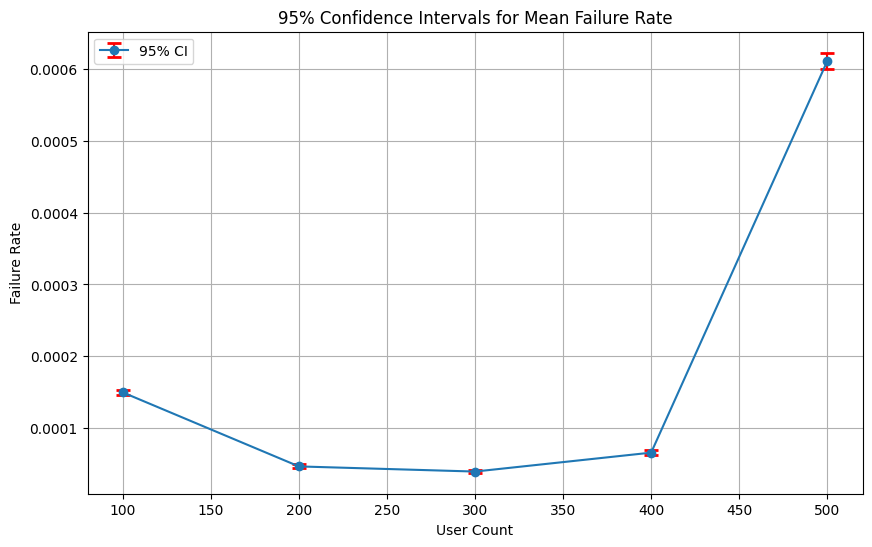 95% Confidence Intervals for Mean Failure Rate
95% CI
0.0006
0.0005
0.0004
0.0003
0.0002
0.0001
Failure Rate
100 150 200 250 300 350 400 450 500
User Count